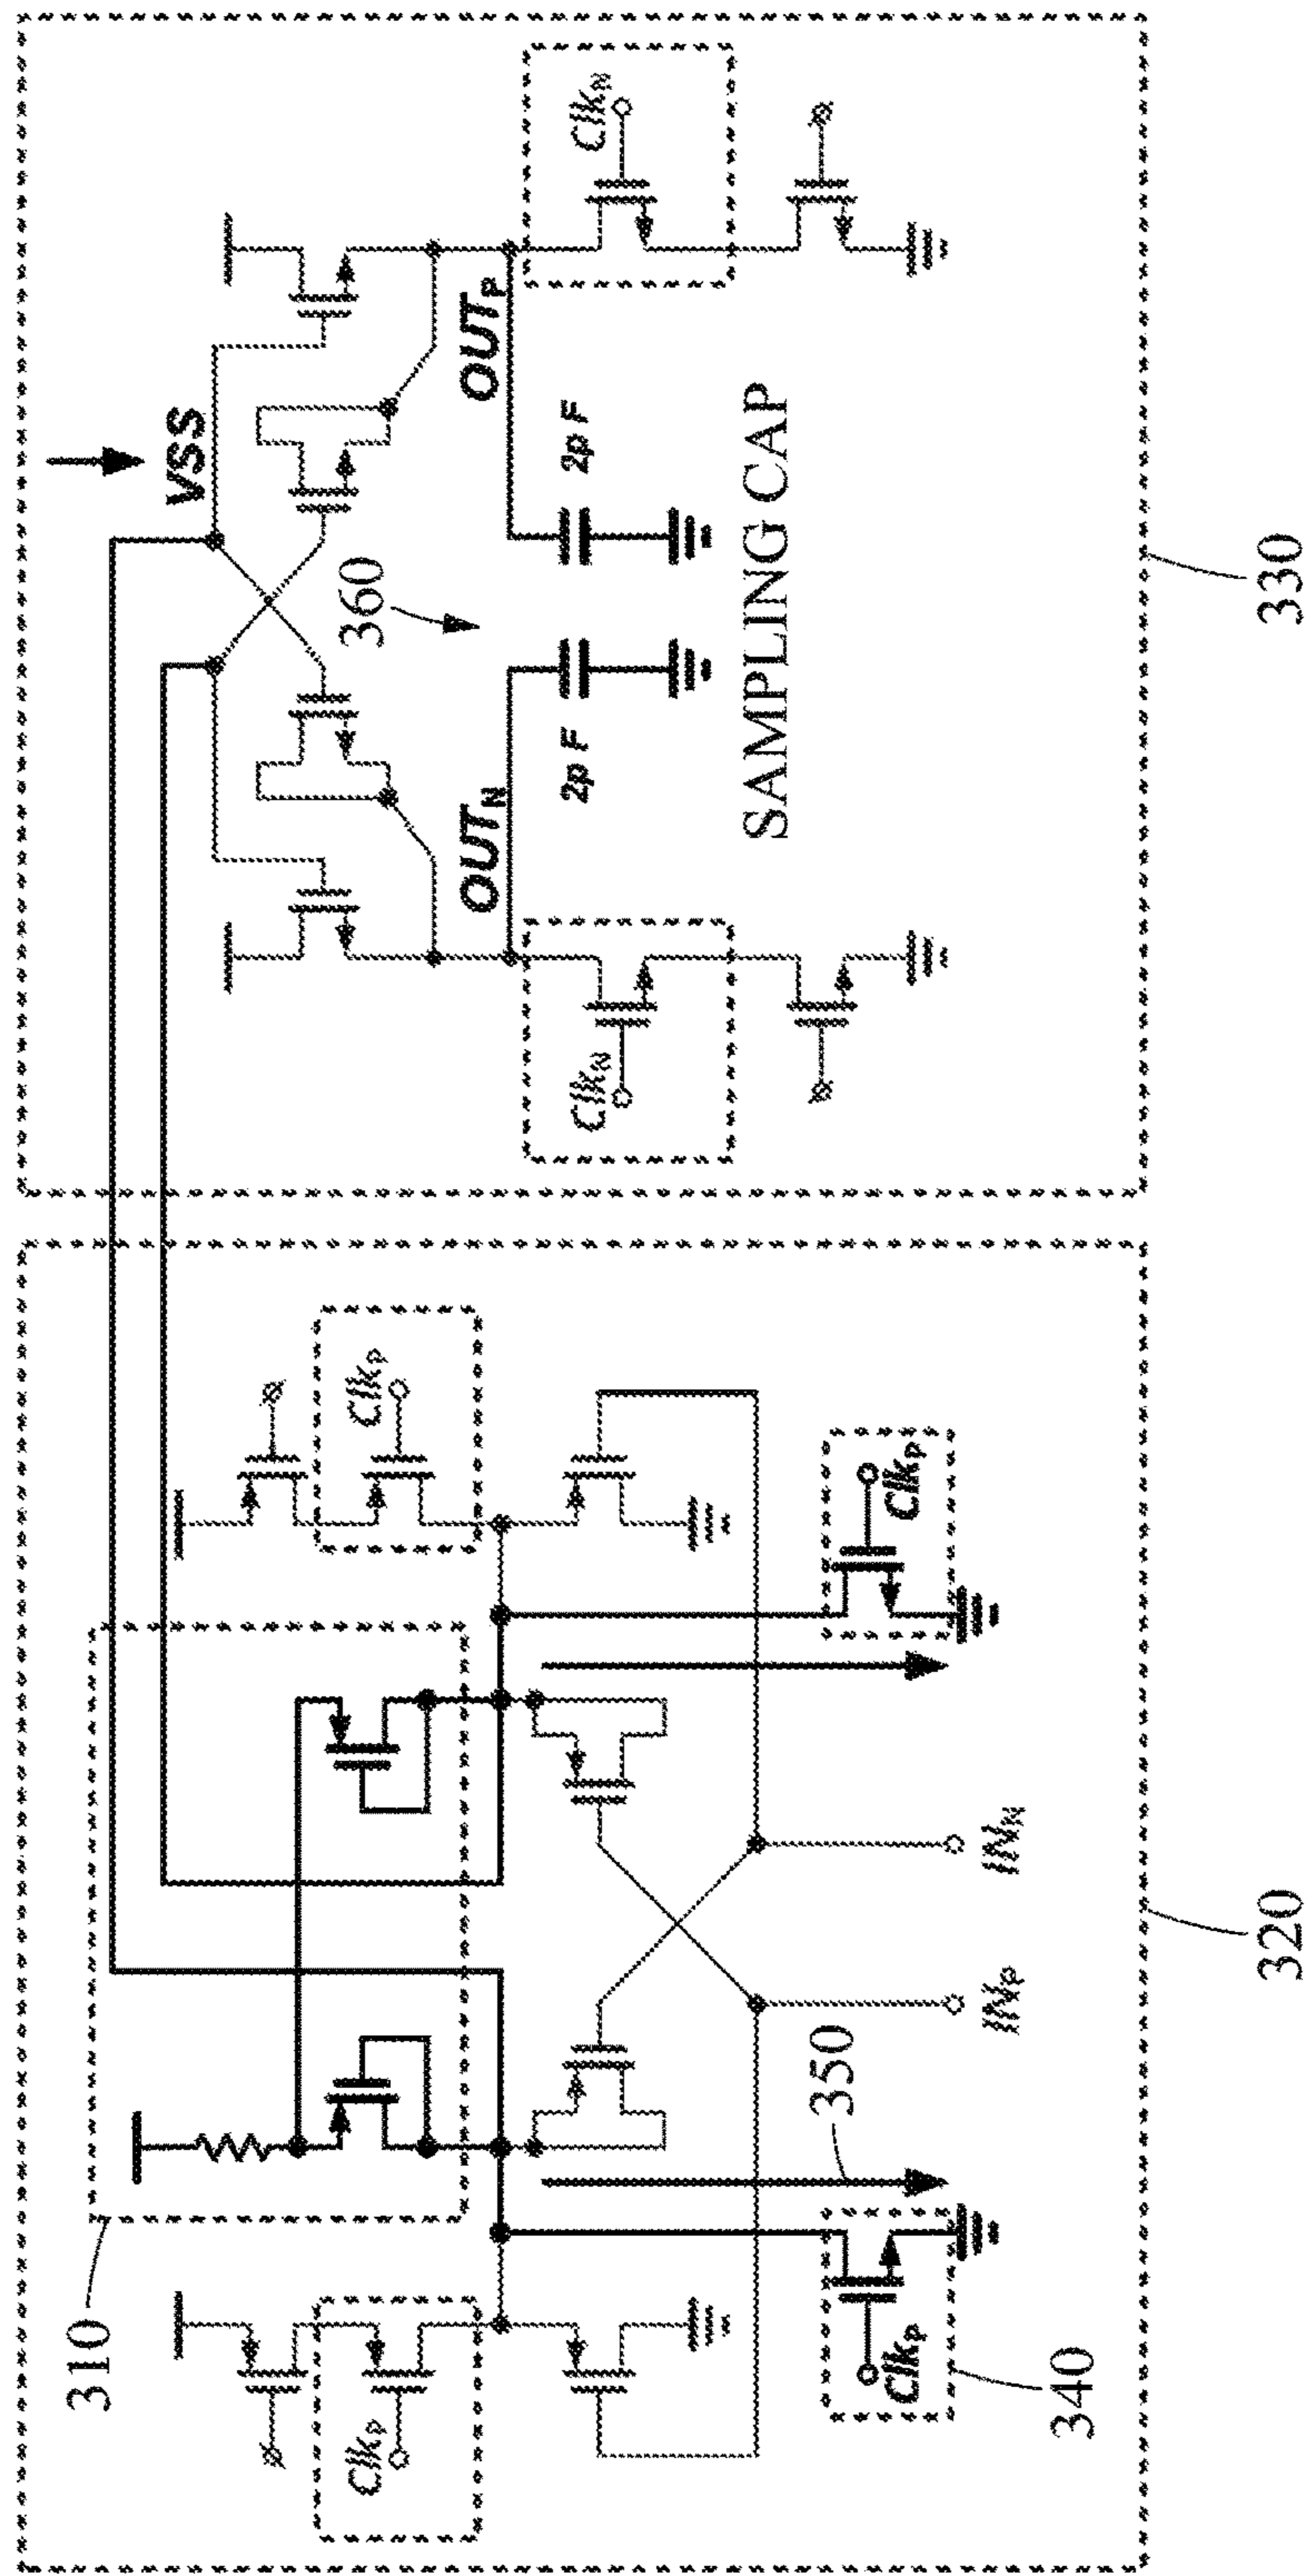 310
Clkp
Clkp
340
Clkp
350
INP
INN
Clkp
320
OUTN
ClkN
2p F
360
VSS
2p F
OUTP
ClkN
SAMPLING CAP
330